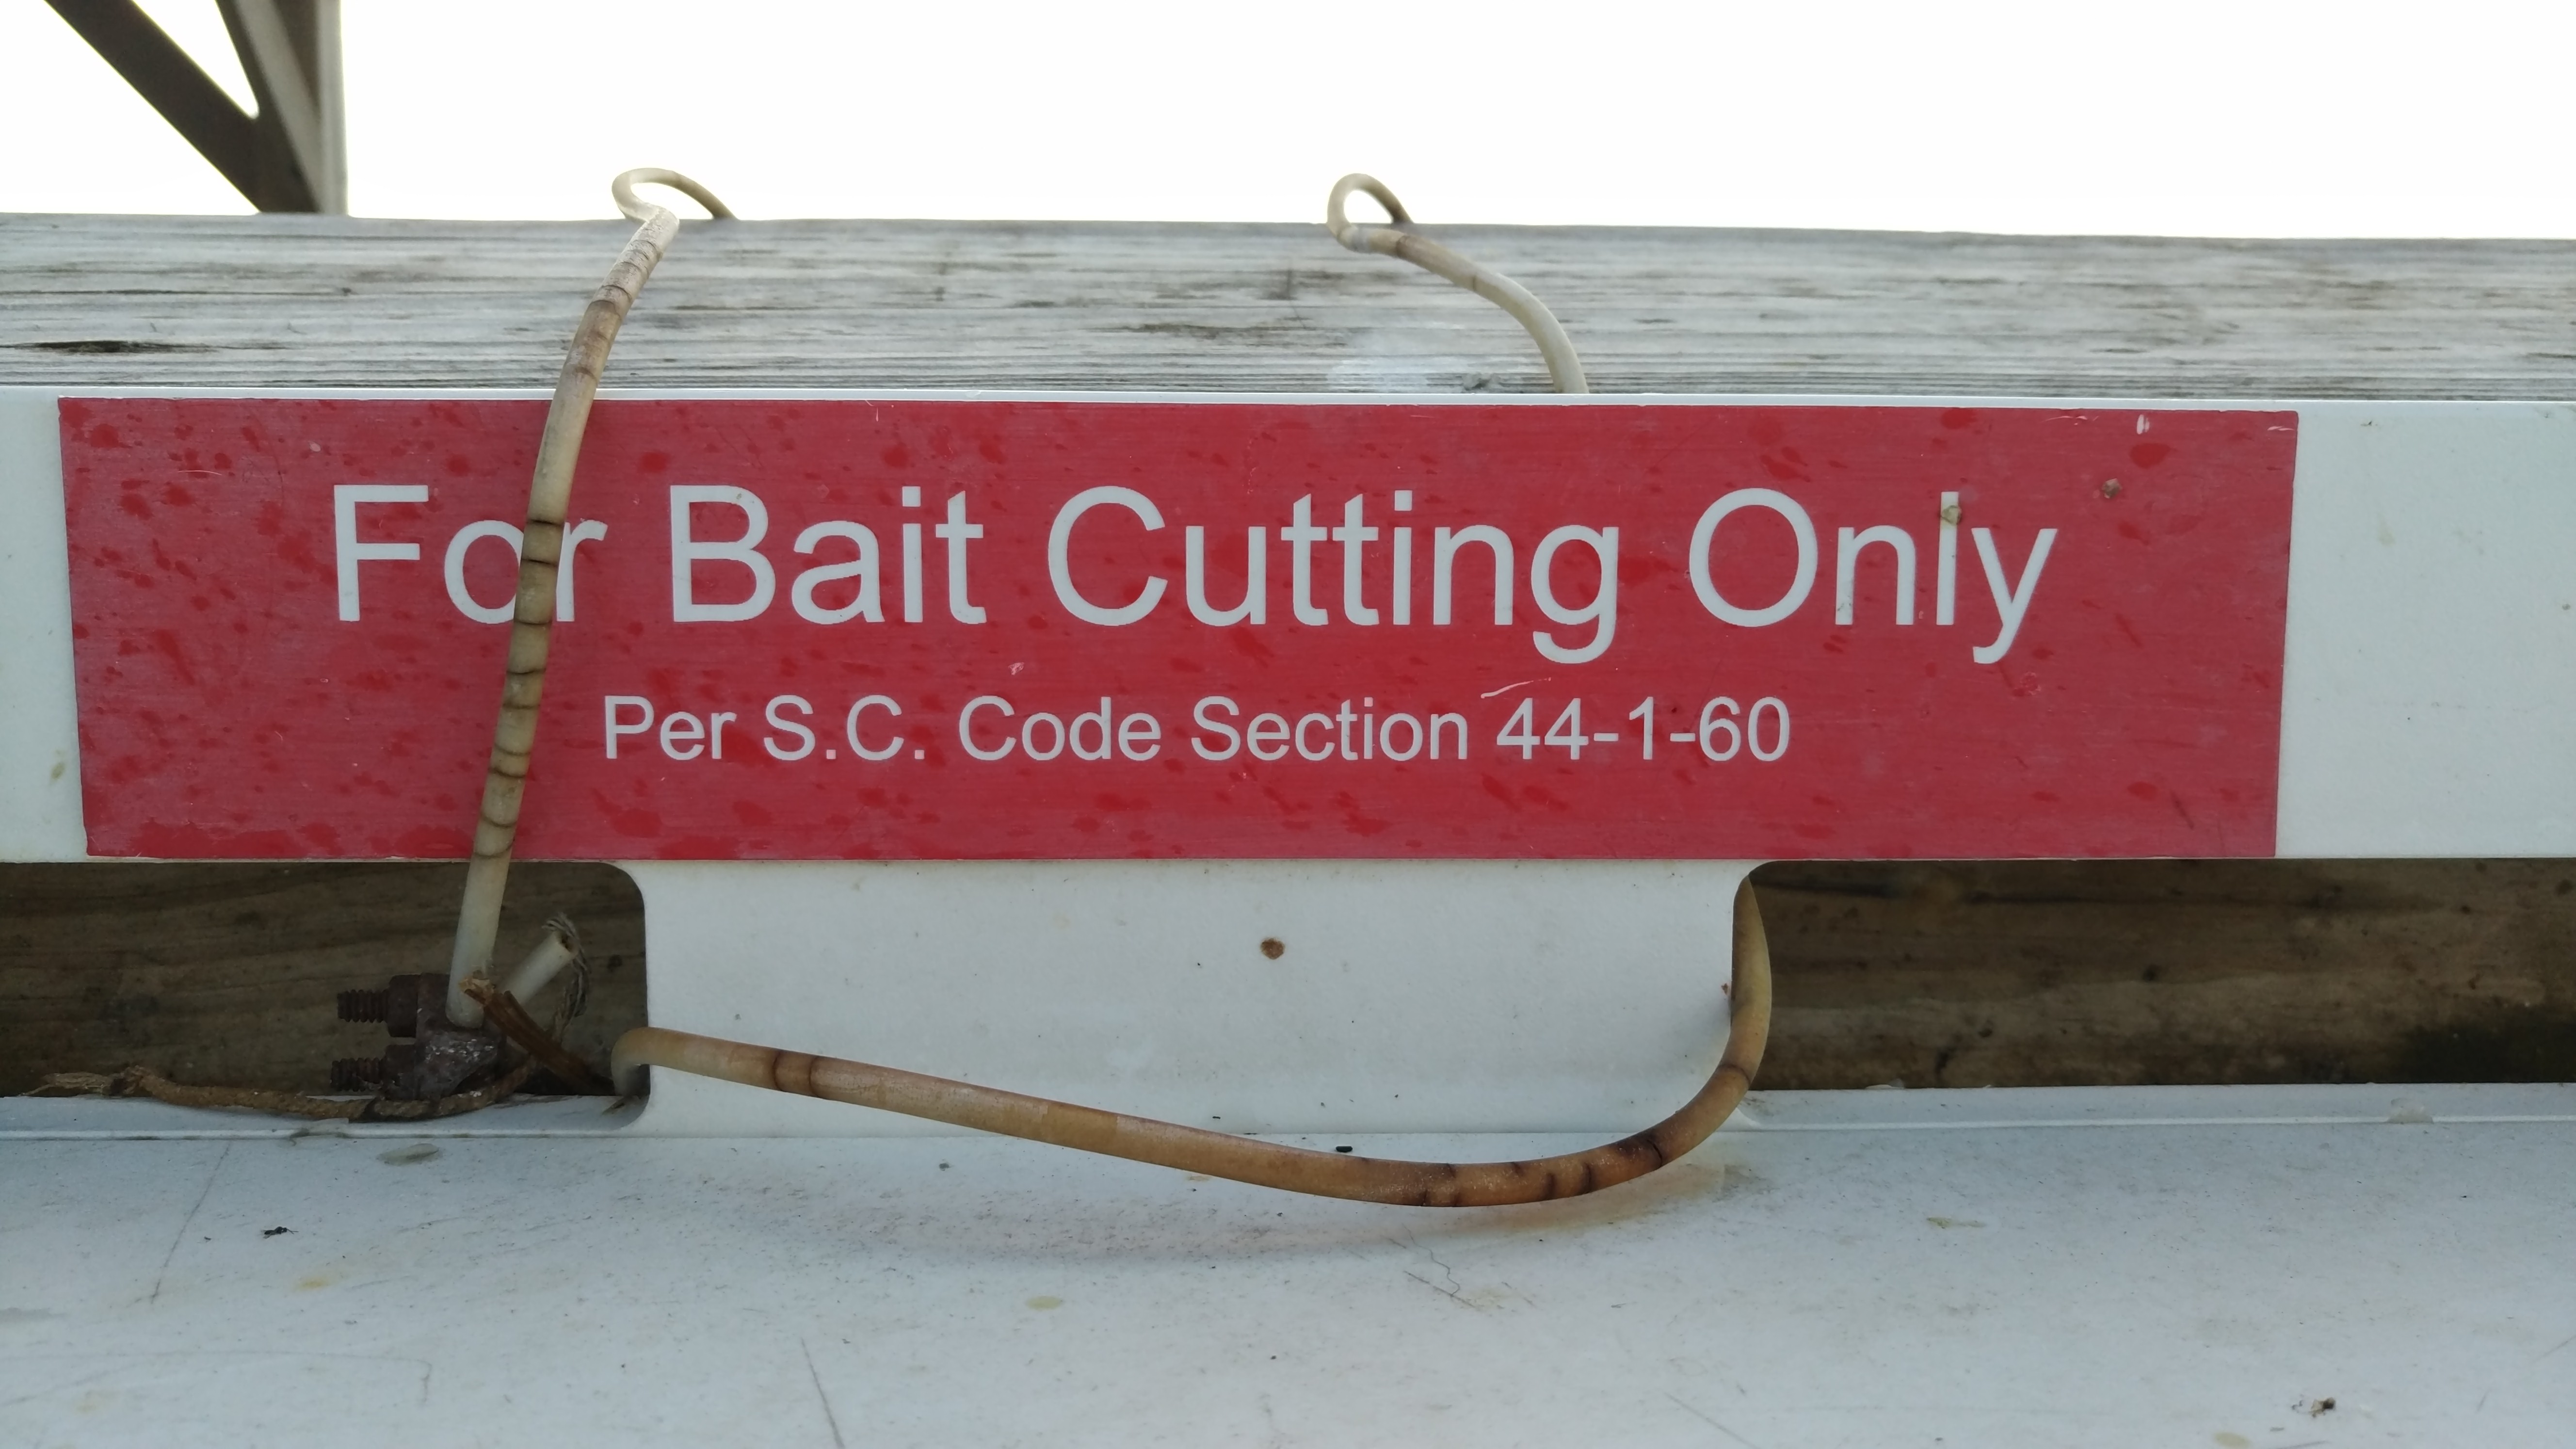 For Bait Cutting Only
Per S.C. Code Section 44-1-60